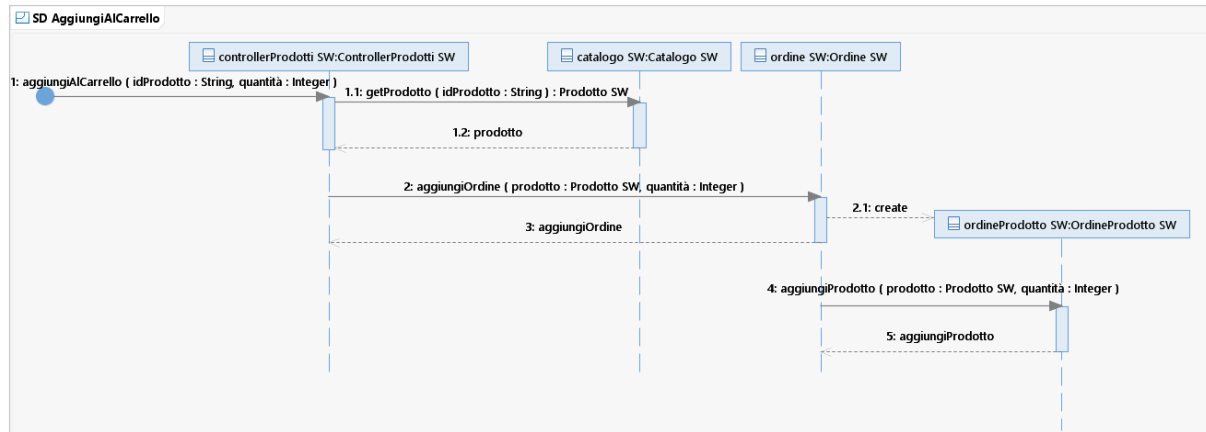 SD AggiungiAlCarrello
controllerProdotti SW:ControllerProdotti SW
catalogo SW:Catalogo SW
ordine SW:Ordine SW
1: aggiungiAlCarrello ( idProdotto : String, quantità : Integer )
1.1: getProdotto ( idProdotto : String ) : Prodotto SW
1.2: prodotto
2: aggiungiOrdine ( prodotto : Prodotto SW, quantità : Integer )
2.1: create
ordineProdotto SW:OrdineProdotto SW
3: aggiungiOrdine
4: aggiungiProdotto ( prodotto : Prodotto SW, quantità : Integer )
5: aggiungiProdotto